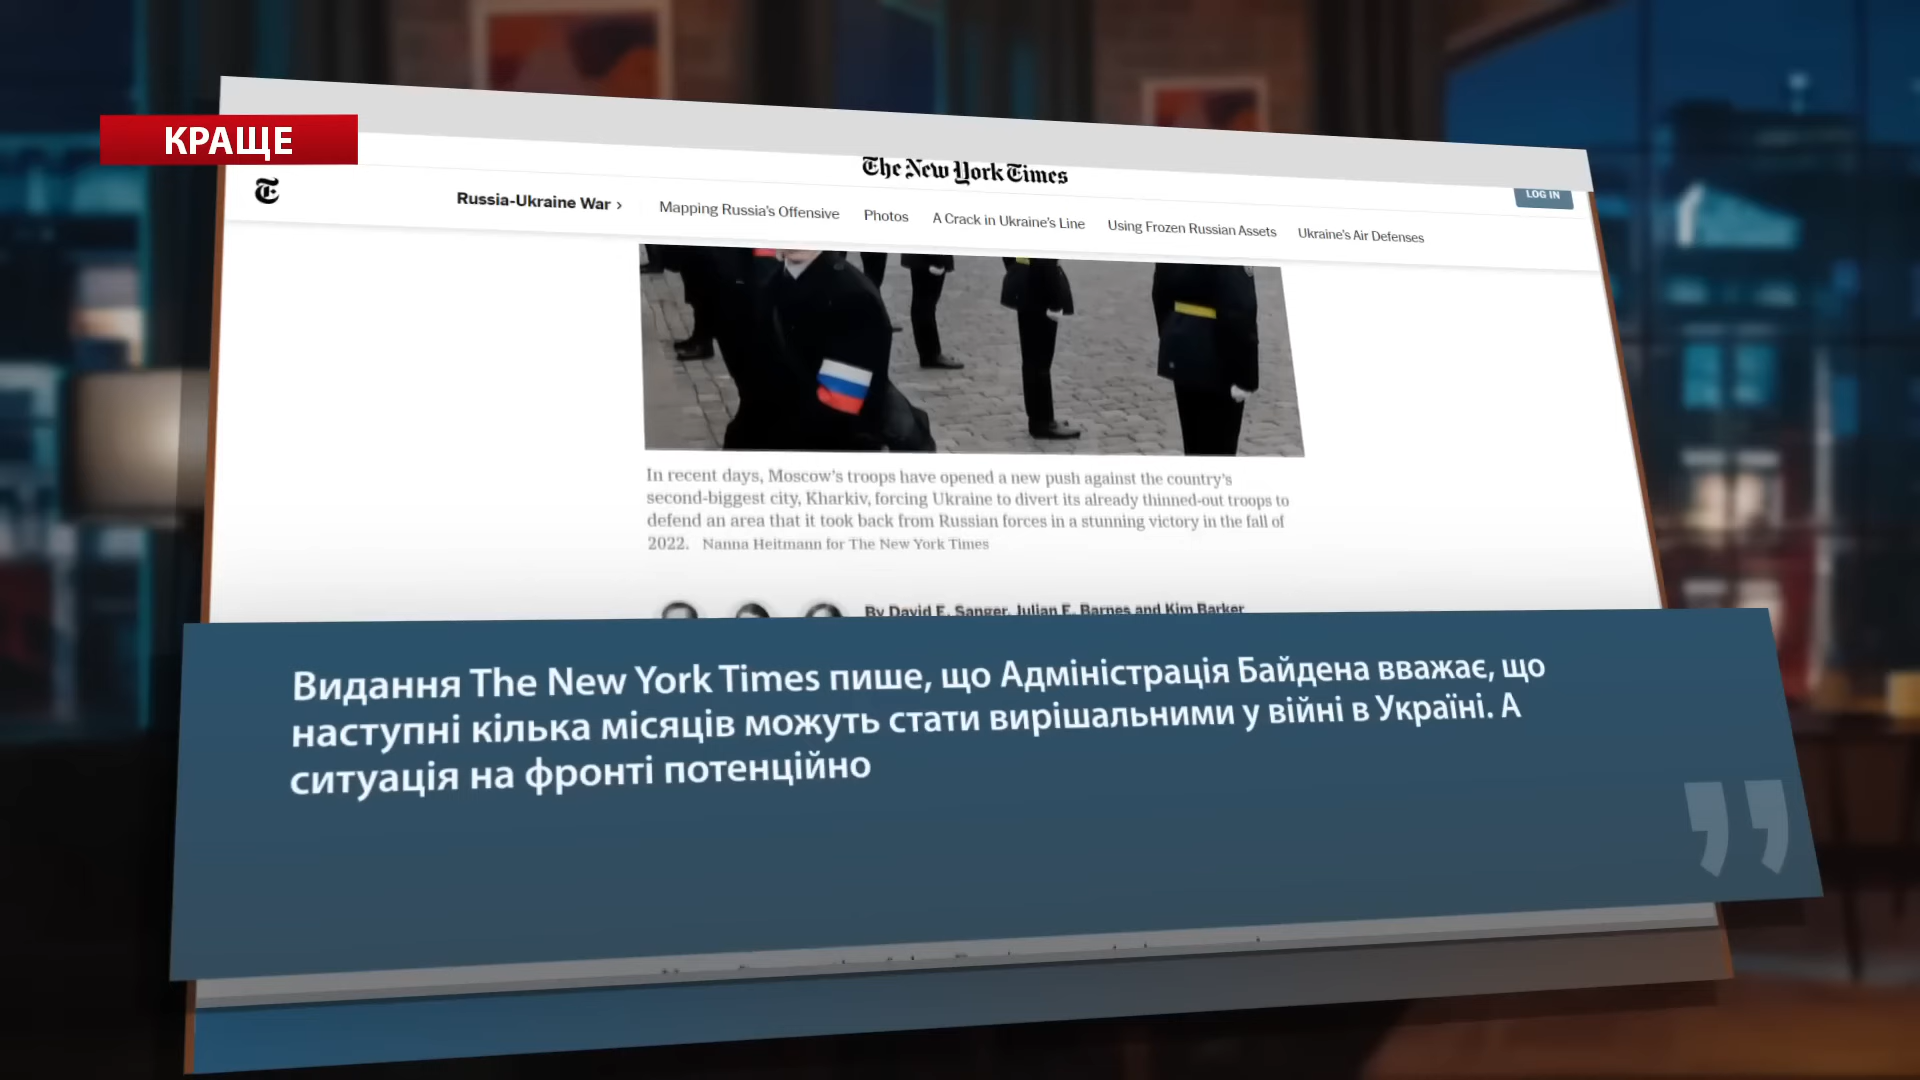 КРАЩЕ
The New York Times
LOG IN
Russia-Ukraine War > Mapping Russia's Offensive Photos A Crack in Ukraine's Line Using Frozen Russian Assets Ukraine's Air Defenses
In recent days, Moscow's troops have opened a new push against the country's
second-biggest city, Kharkiv, forcing Ukraine to divert its already thinned-out troops to
defend an area that it took back from Russian forces in a stunning victory in the fall of
2022. Nanna Heitmann for The New York Times
By David E. Sanger, Julian E. Barnes and Kim Barker
Видання The New York Times пише, що Адміністрація Байдена вважає, що
наступні кілька місяців можуть стати вирішальними у війні в Україні. А
ситуація на фронті потенційно